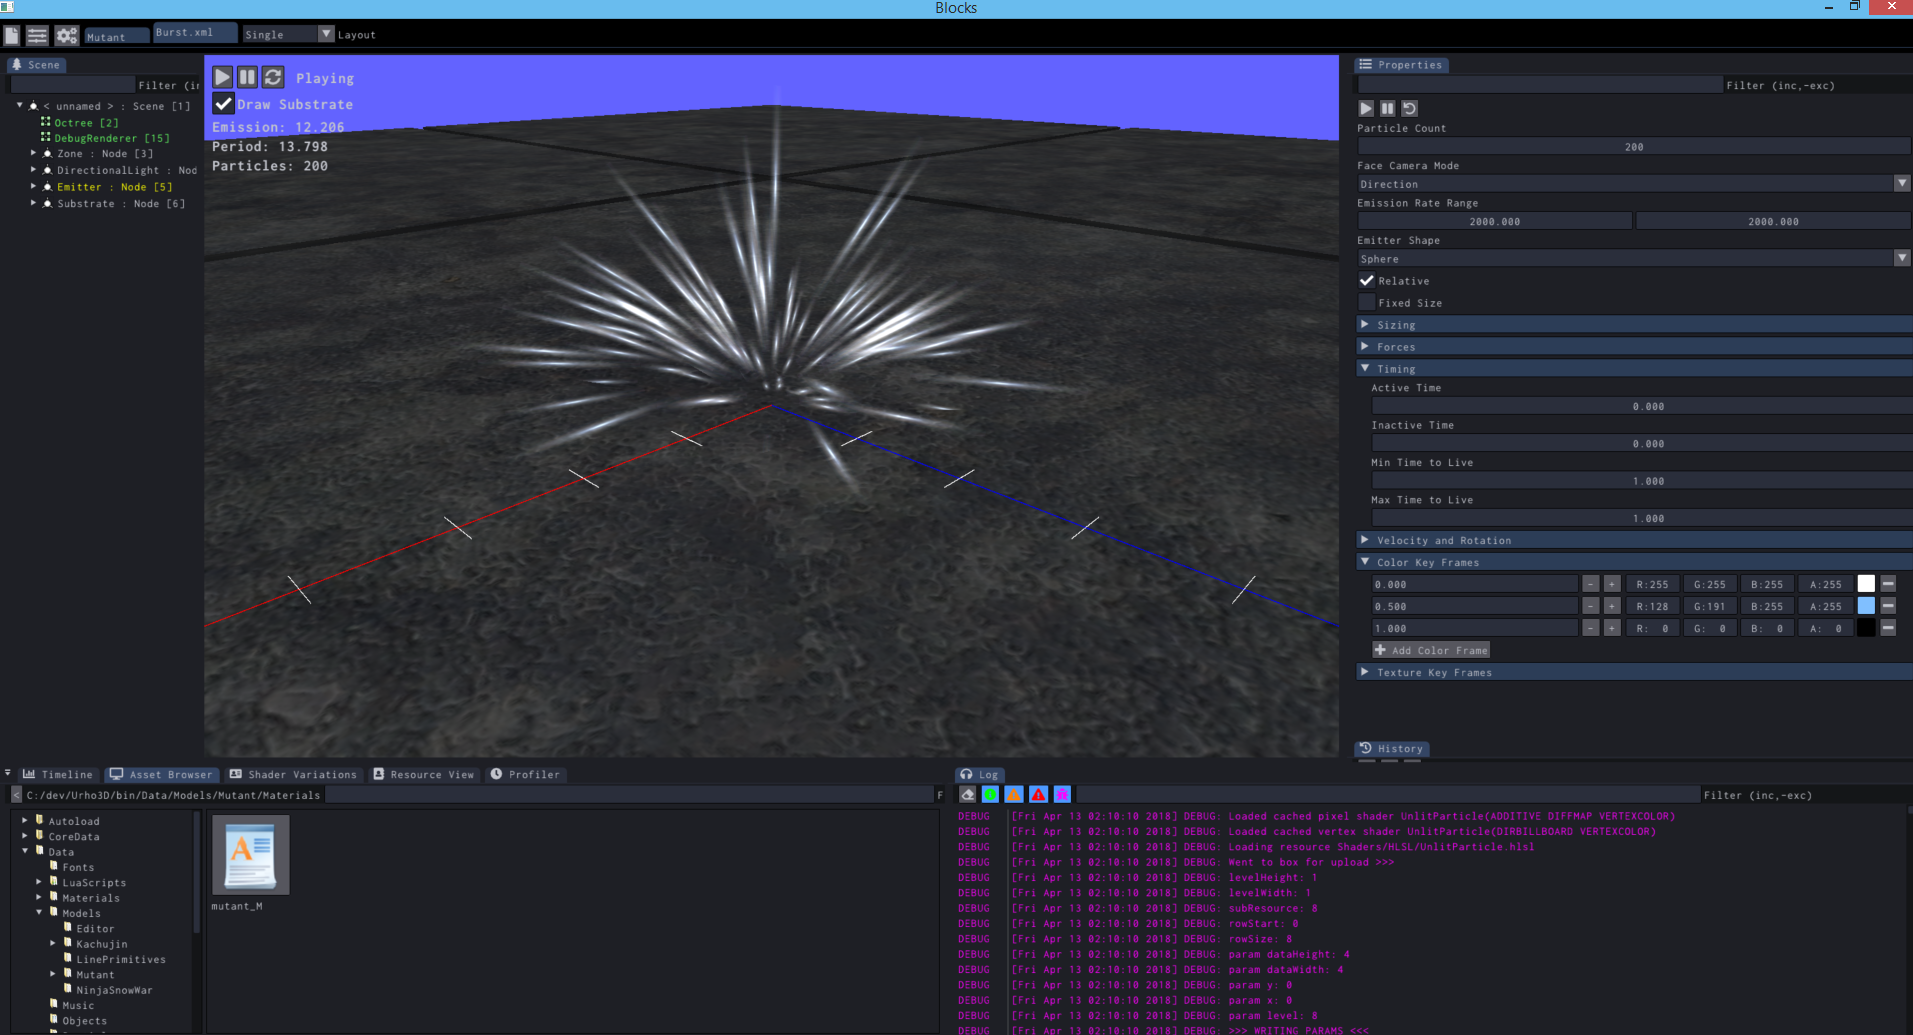 Blocks
Mutant
Burst.xml
Single
Layout
Scene
Filter (in
< unnamed > : Scene [1]
Octree [2]
DebugRenderer [15]
Zone : Node [3]
DirectionalLight : Nod
Emitter : Node [5]
Substrate : Node [6]
Playing
Draw Substrate
Emission: 12.206
Period: 13.798
Particles: 200
Properties
Filter (inc,-exc)
Particle Count
200
Face Camera Mode
Direction
Emission Rate Range
2000.000 2000.000
Emitter Shape
Sphere
Relative
Fixed Size
Sizing
Forces
Timing
Active Time
0.000
Inactive Time
0.000
Min Time to Live
1.000
Max Time to Live
1.000
Velocity and Rotation
Color Key Frames
0.000 - + R:255 G:255 B:255 A:255
0.500 - + R:128 G:191 B:255 A:255
1.000 - + R: 0 G: 0 B: 0 A: 0
Add Color Frame
Texture Key Frames
History
Timeline Asset Browser Shader Variations Resource View Profiler
< C:/dev/Urho3D/bin/Data/Models/Mutant/Materials F
Autoload
CoreData
Data
Fonts
LuaScripts
Materials
Models
Editor
Kachujin
LinePrimitives
Mutant
NinjaSnowWar
Music
Objects
mutant_M
Log
Filter (inc,-exc)
DEBUG [Fri Apr 13 02:10:10 2018] DEBUG: Loaded cached pixel shader UnlitParticle(ADDITIVE DIFFMAP VERTEXCOLOR)
DEBUG [Fri Apr 13 02:10:10 2018] DEBUG: Loaded cached vertex shader UnlitParticle(DIRBILLBOARD VERTEXCOLOR)
DEBUG [Fri Apr 13 02:10:10 2018] DEBUG: Loading resource Shaders/HLSL/UnlitParticle.hlsl
DEBUG [Fri Apr 13 02:10:10 2018] DEBUG: Went to box for upload >>>
DEBUG [Fri Apr 13 02:10:10 2018] DEBUG: levelHeight: 1
DEBUG [Fri Apr 13 02:10:10 2018] DEBUG: levelWidth: 1
DEBUG [Fri Apr 13 02:10:10 2018] DEBUG: subResource: 8
DEBUG [Fri Apr 13 02:10:10 2018] DEBUG: rowStart: 0
DEBUG [Fri Apr 13 02:10:10 2018] DEBUG: rowSize: 8
DEBUG [Fri Apr 13 02:10:10 2018] DEBUG: param dataHeight: 4
DEBUG [Fri Apr 13 02:10:10 2018] DEBUG: param dataWidth: 4
DEBUG [Fri Apr 13 02:10:10 2018] DEBUG: param y: 0
DEBUG [Fri Apr 13 02:10:10 2018] DEBUG: param x: 0
DEBUG [Fri Apr 13 02:10:10 2018] DEBUG: param level: 8
DEBUG [Fri Apr 13 02:10:10 2018] DEBUG: >>> WRITING PARAMS <<<